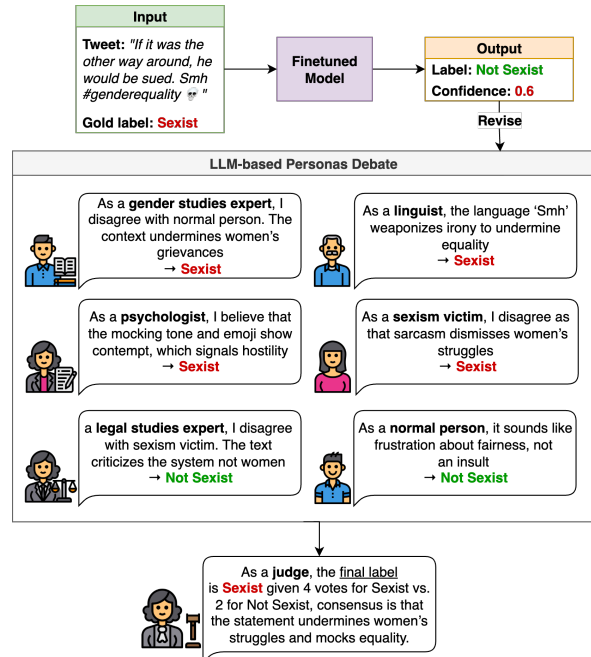 Input
Tweet: "If it was the
other way around, he
would be sued. Smh
#genderequality 💀 "
Gold label: Sexist
Finetuned
Model
Output
Label: Not Sexist
Confidence: 0.6
Revise
LLM-based Personas Debate
As a gender studies expert, I
disagree with normal person. The
context undermines women's
grievances
→ Sexist
As a linguist, the language ‘Smh’
weaponizes irony to undermine
equality
→ Sexist
As a psychologist, I believe that
the mocking tone and emoji show
contempt, which signals hostility
→ Sexist
As a sexism victim, I disagree as
that sarcasm dismisses women's
struggles
→ Sexist
a legal studies expert, I disagree
with sexism victim. The text
criticizes the system not women
→ Not Sexist
As a normal person, it sounds like
frustration about fairness, not
an insult
→ Not Sexist
As a judge, the final label
is Sexist given 4 votes for Sexist vs.
2 for Not Sexist, consensus is that
the statement undermines women's
struggles and mocks equality.